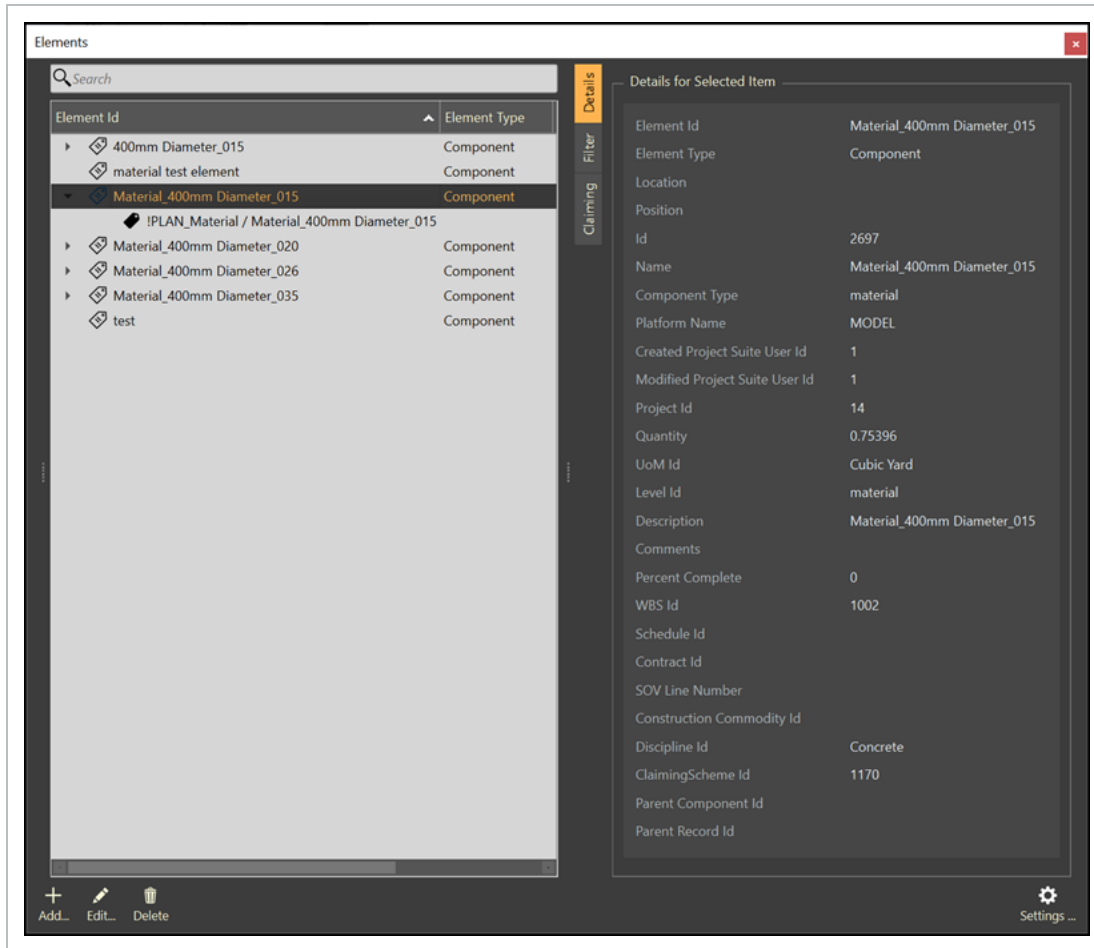 Elements
x
Search
Element Id Element Type
400mm Diameter_015 Component
material test element Component
Material_400mm Diameter_015 Component
!PLAN_Material / Material_400mm Diameter_015
Material_400mm Diameter_020 Component
Material_400mm Diameter_026 Component
Material_400mm Diameter_035 Component
test Component
Add... Edit... Delete
Details
Filter
Claiming
Details for Selected Item
Element Id Material_400mm Diameter_015
Element Type Component
Location
Position
Id 2697
Name Material_400mm Diameter_015
Component Type material
Platform Name MODEL
Created Project Suite User Id 1
Modified Project Suite User Id 1
Project Id 14
Quantity 0.75396
UoM Id Cubic Yard
Level Id material
Description Material_400mm Diameter_015
Comments
Percent Complete 0
WBS Id 1002
Schedule Id
Contract Id
SOV Line Number
Construction Commodity Id
Discipline Id Concrete
ClaimingScheme Id 1170
Parent Component Id
Parent Record Id
Settings ...